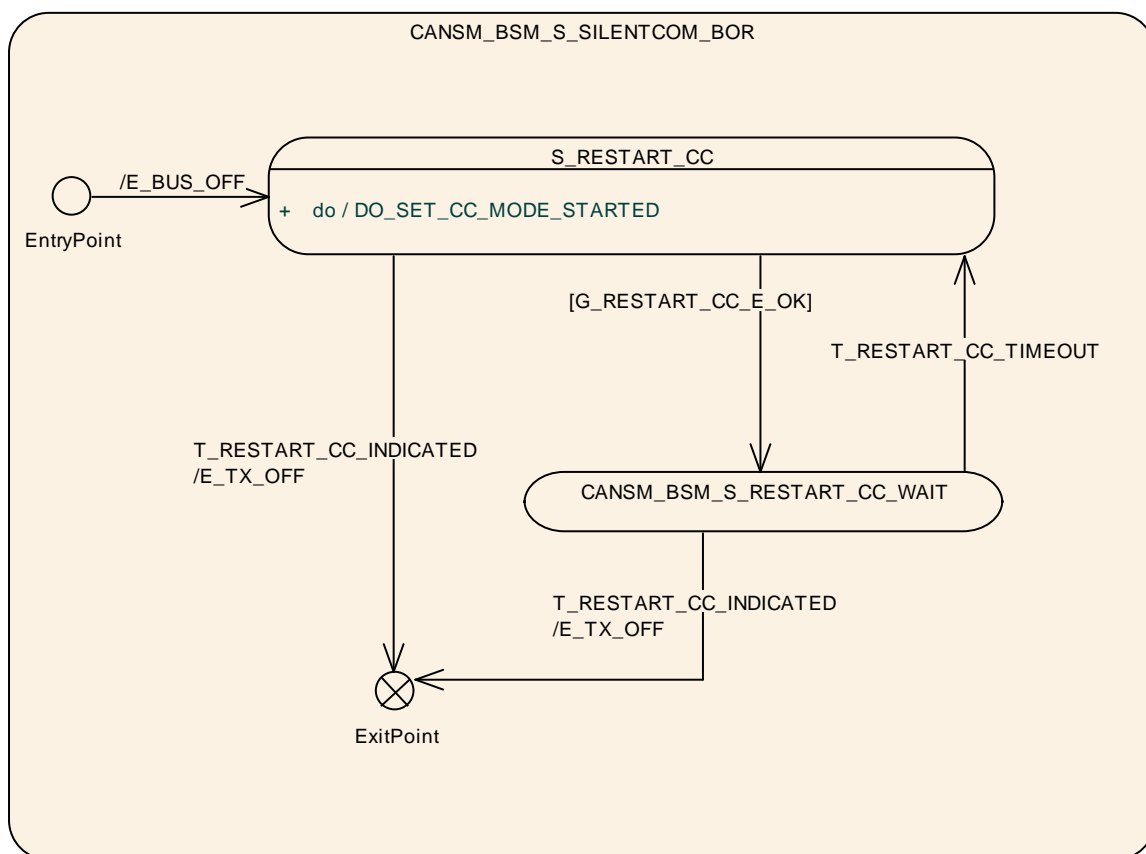 CANSM_BSM_S_SILENTCOM_BOR
S_RESTART_CC
/E_BUS_OFF
+ do / DO_SET_CC_MODE_STARTED
EntryPoint
[G_RESTART_CC_E_OK]
T_RESTART_CC_TIMEOUT
T_RESTART_CC_INDICATED
/E_TX_OFF
CANSM_BSM_S_RESTART_CC_WAIT
T_RESTART_CC_INDICATED
/E_TX_OFF
ExitPoint